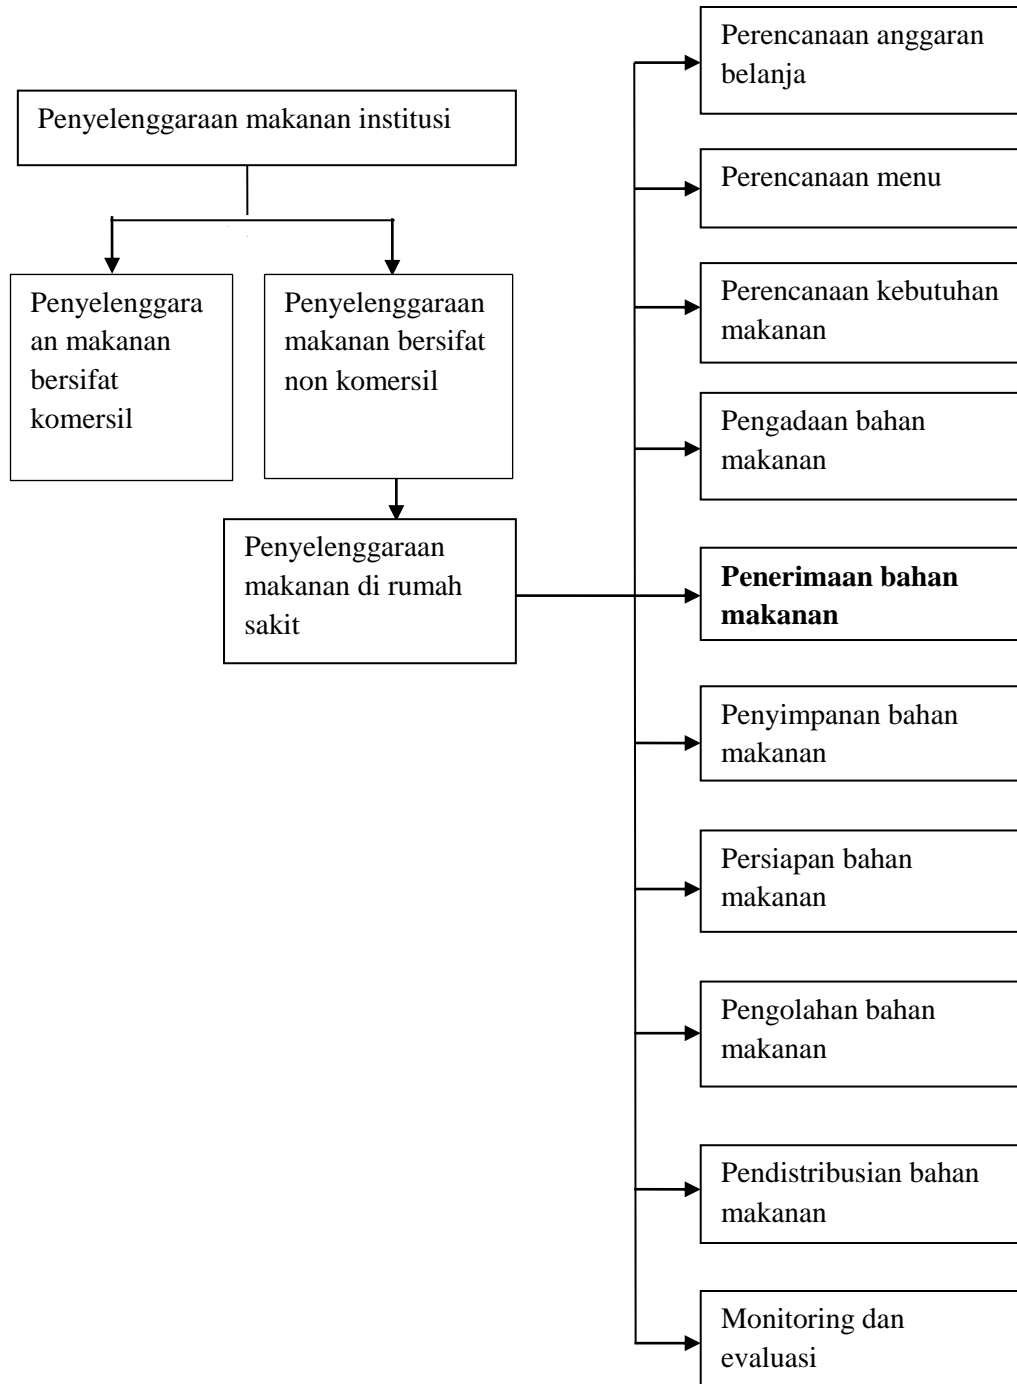 Penyelenggaraan makanan institusi
Penyelenggara
an makanan
bersifat
komersil
Penyelenggaraan
makanan bersifat
non komersil
Penyelenggaraan
makanan di rumah
sakit
Perencanaan anggaran
belanja
Perencanaan menu
Perencanaan kebutuhan
makanan
Pengadaan bahan
makanan
Penerimaan bahan
makanan
Penyimpanan bahan
makanan
Persiapan bahan
makanan
Pengolahan bahan
makanan
Pendistribusian bahan
makanan
Monitoring dan
evaluasi